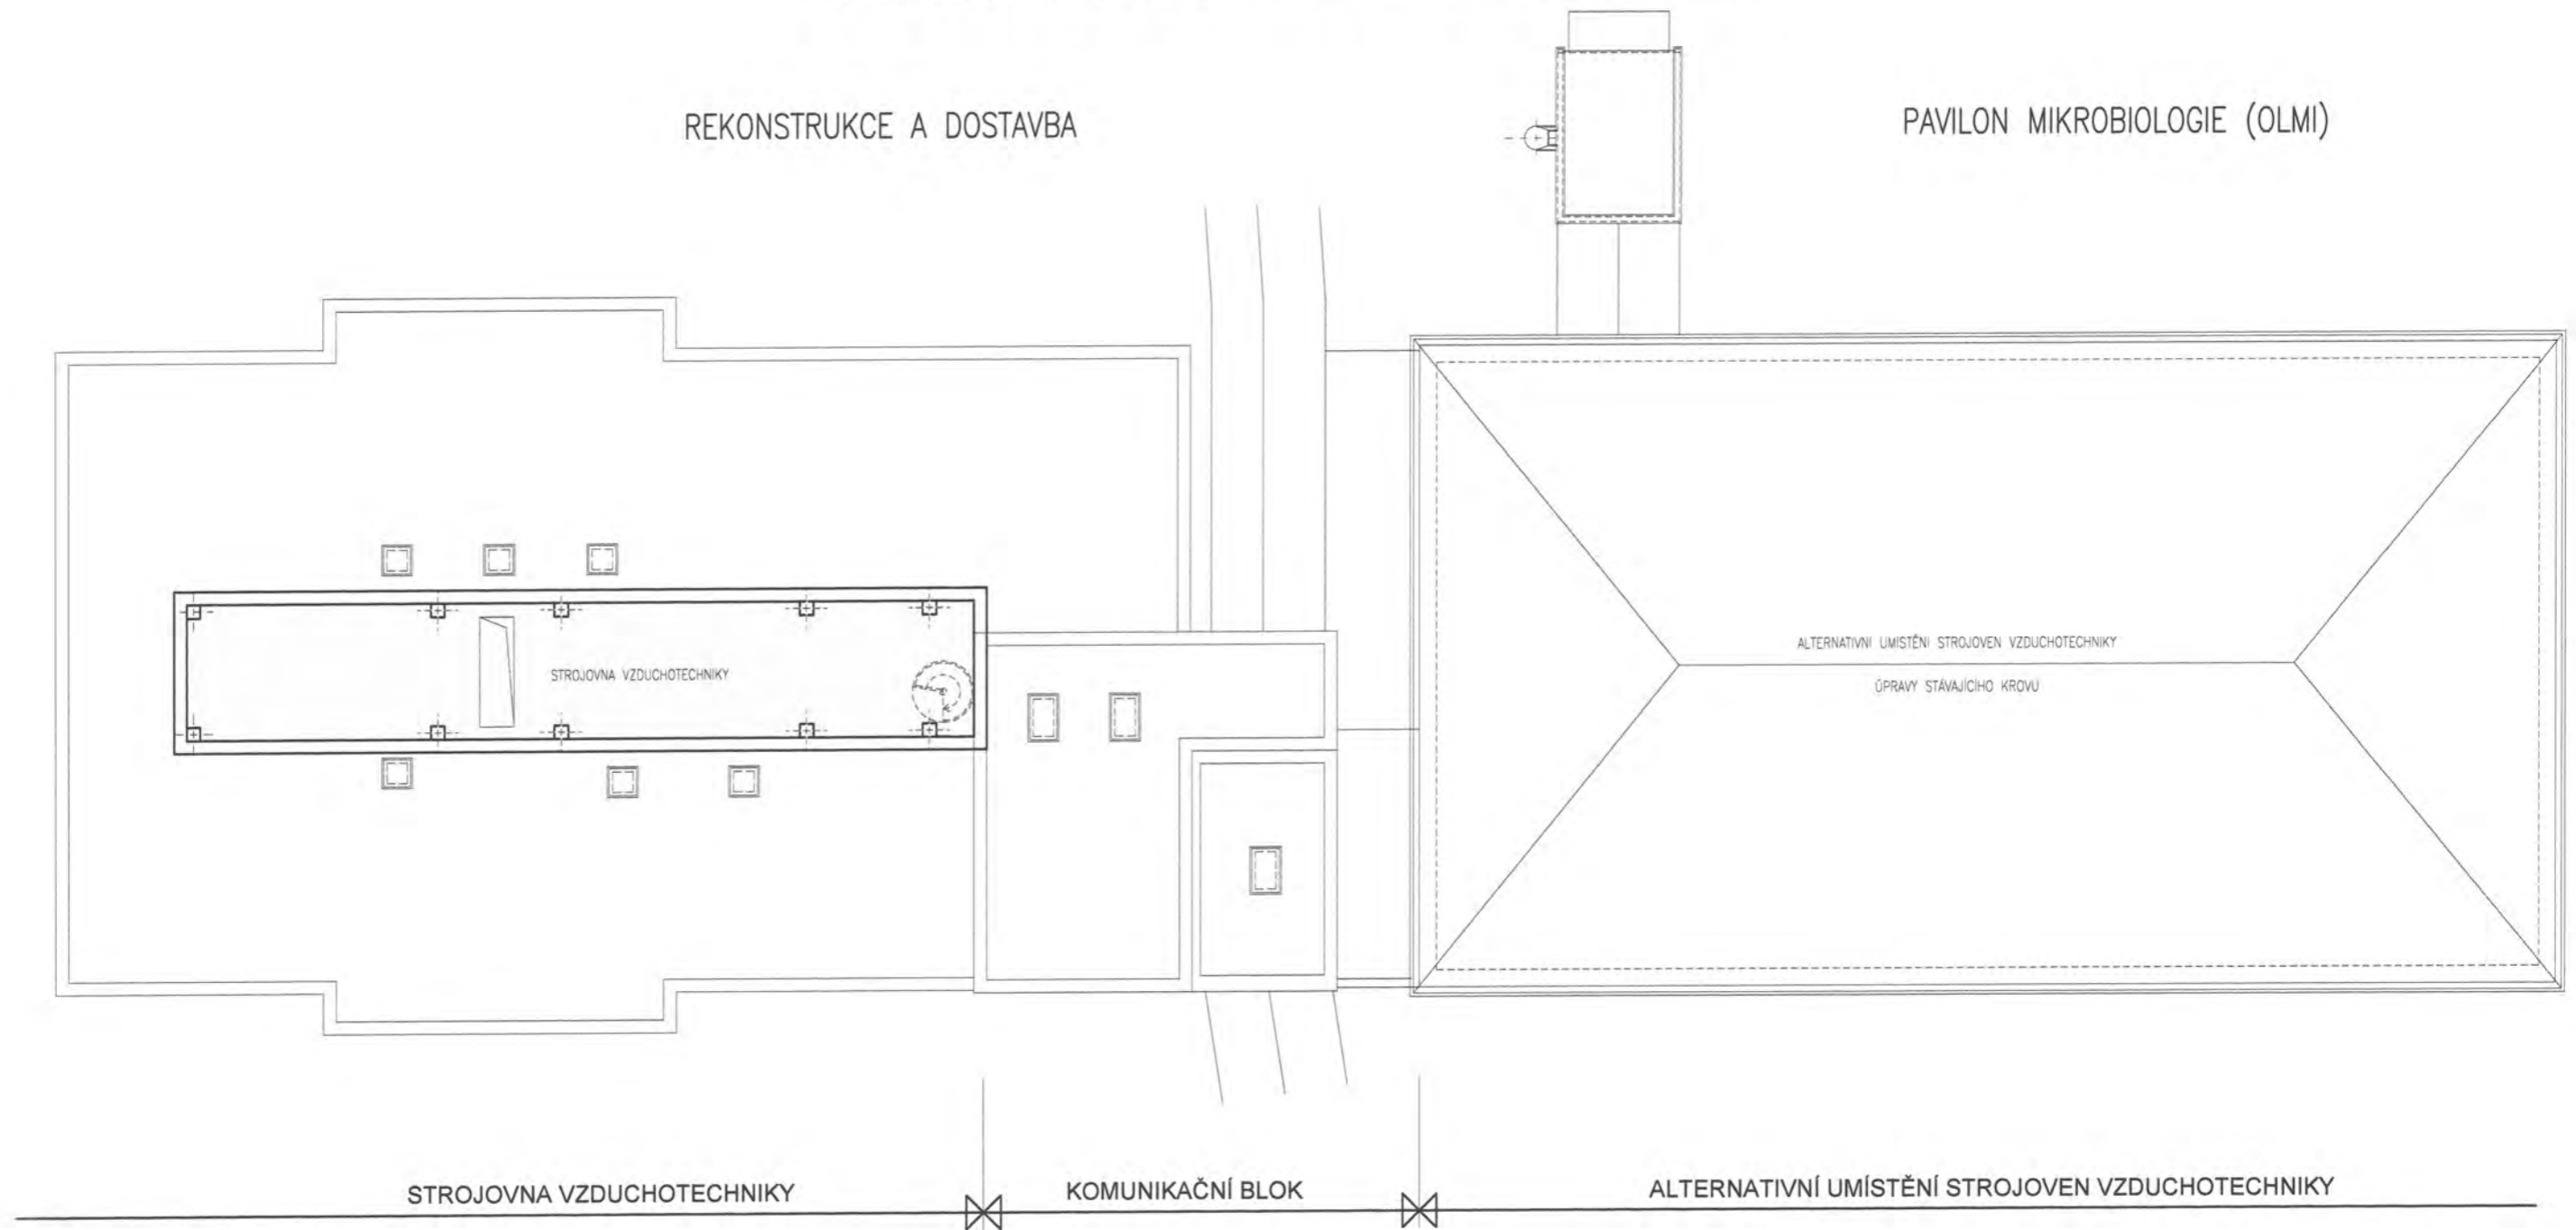 REKONSTRUKCE A DOSTAVBA
PAVILON MIKROBIOLOGIE (OLMI)
STROJOVNA VZDUCHOTECHNIKY
ALTERNATIVNÍ UMISTĚNÍ STROJOVEN VZDUCHOTECHNIKY
ÚPRAVY STÁVAJÍCÍHO KROVU
STROJOVNA VZDUCHOTECHNIKY
KOMUNIKAČNÍ BLOK
ALTERNATIVNÍ UMÍSTĚNÍ STROJOVEN VZDUCHOTECHNIKY